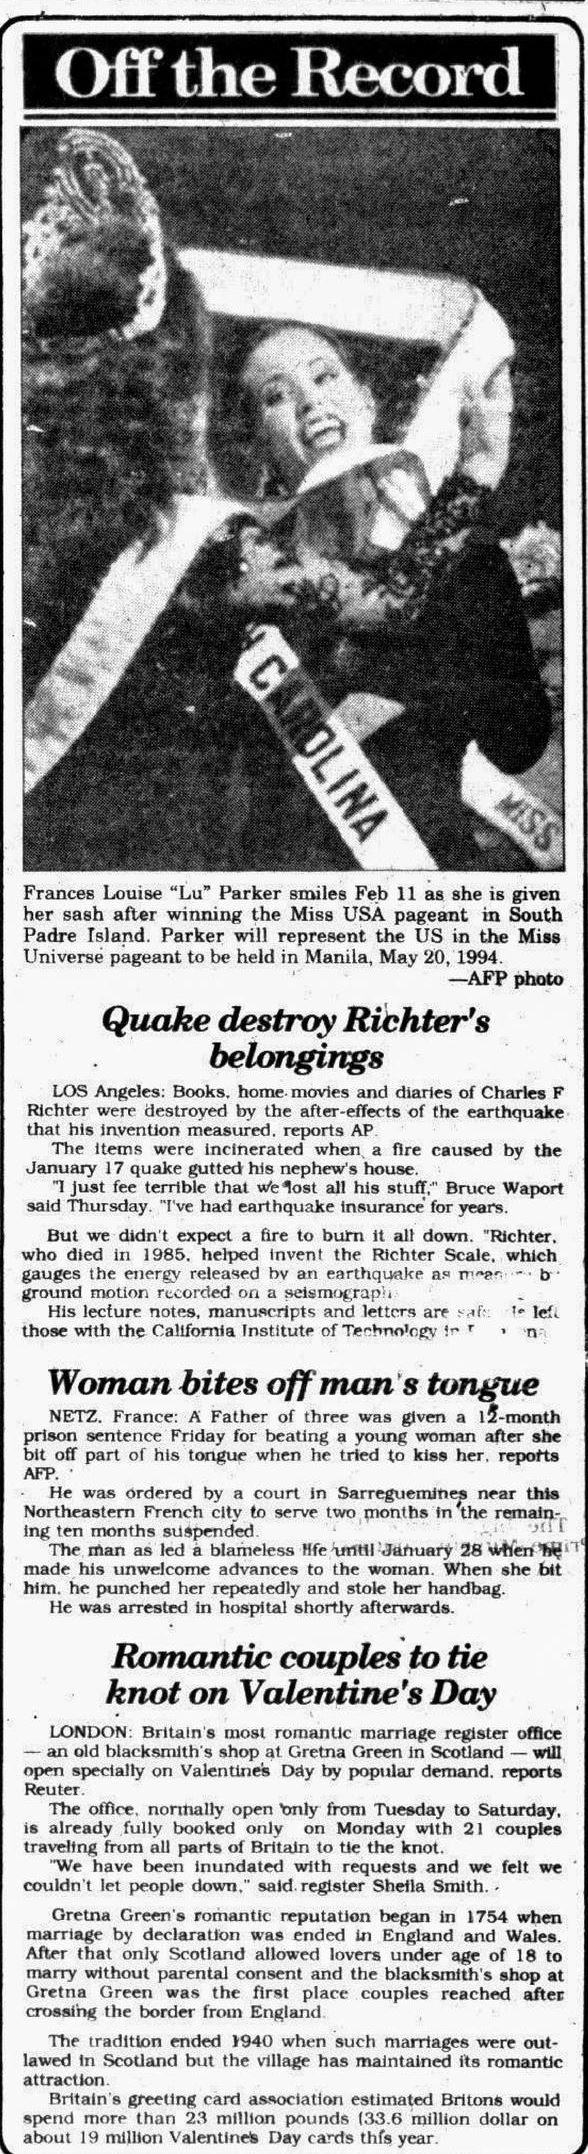 Off the Record
CAROLINA
MISS
Frances Louise "Lu" Parker smiles Feb 11 as she is given
her sash after winning the Miss USA pageant in South
Padre Island. Parker will represent the US in the Miss
Universe pageant to be held in Manila, May 20, 1994.
—AFP photo
Quake destroy Richter's
belongings
LOS Angeles: Books, home movies and diaries of Charles F
Richter were destroyed by the after-effects of the earthquake
that his invention measured, reports AP.
The items were incinerated when a fire caused by the
January 17 quake gutted his nephew's house.
"I just fee terrible that we lost all his stuff," Bruce Waport
said Thursday. "I've had earthquake insurance for years.
But we didn't expect a fire to burn it all down. "Richter,
who died in 1985, helped invent the Richter Scale, which
gauges the energy released by an earthquake as
ground motion recorded on a seismograph.
His lecture notes, manuscripts and letters are left
those with the California Institute of Technology in
Woman bites off man's tongue
NETZ, France: A Father of three was given a 12-month
prison sentence Friday for beating a young woman after she
bit off part of his tongue when he tried to kiss her, reports
AFP.
He was ordered by a court in Sarreguemines near this
Northeastern French city to serve two months in the remain-
ing ten months suspended.
The man as led a blameless life until January 28 when he
made his unwelcome advances to the woman. When she bit
him, he punched her repeatedly and stole her handbag.
He was arrested in hospital shortly afterwards.
Romantic couples to tie
knot on Valentine's Day
LONDON: Britain's most romantic marriage register office
— an old blacksmith's shop at Gretna Green in Scotland — will
open specially on Valentine's Day by popular demand, reports
Reuter.
The office, normally open only from Tuesday to Saturday,
is already fully booked only on Monday with 21 couples
traveling from all parts of Britain to tie the knot.
"We have been inundated with requests and we felt we
couldn't let people down," said register Sheila Smith.
Gretna Green's romantic reputation began in 1754 when
marriage by declaration was ended in England and Wales.
After that only Scotland allowed lovers under age of 18 to
marry without parental consent and the blacksmith's shop at
Gretna Green was the first place couples reached after
crossing the border from England.
The tradition ended 1940 when such marriages were out-
lawed in Scotland but the village has maintained its romantic
attraction.
Britain's greeting card association estimated Britons would
spend more than 23 million pounds (33.6 million dollar on
about 19 million Valentine's Day cards this year.